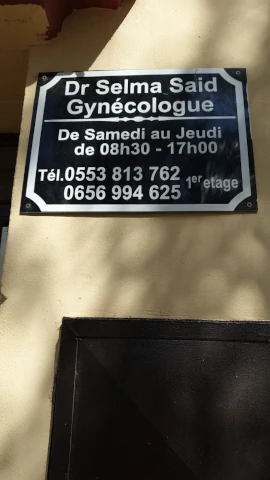 Dr Selma Said
Gynécologue
De Samedi au Jeudi
de 08h30 - 17h00
Tél.0553 813 762
0656 994 625 1er etage